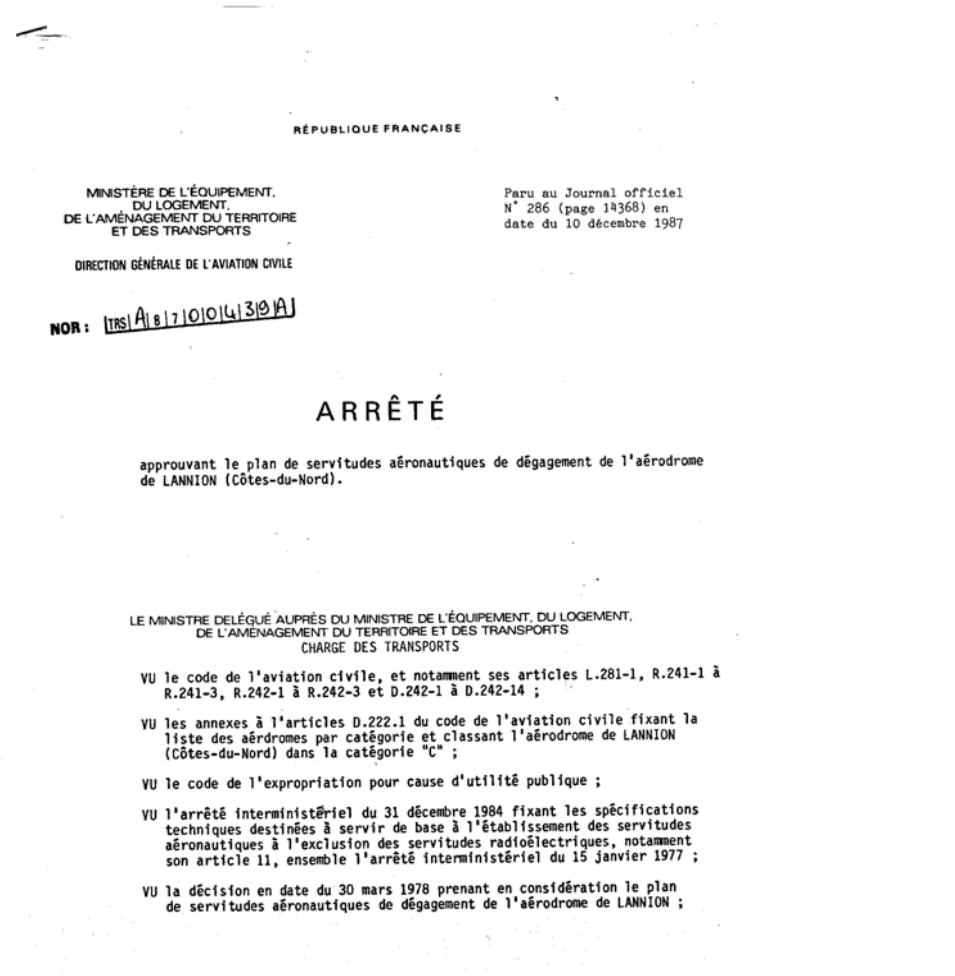 RÉPUBLIQUE FRANÇAISE
MINISTÈRE DE L'ÉQUIPEMENT,
DU LOGEMENT,
DE L'AMÉNAGEMENT DU TERRITOIRE
ET DES TRANSPORTS
DIRECTION GÉNÉRALE DE L'AVIATION CIVILE
Paru au Journal officiel
N° 286 (page 14368) en
date du 10 décembre 1987
NOR : |TRS|A|8|7|0|0|4|3|9|A|
ARRÊTÉ
approuvant le plan de servitudes aéronautiques de dégagement de l'aérodrome
de LANNION (Côtes-du-Nord).
LE MINISTRE DELÉGUÉ AUPRÈS DU MINISTRE DE L'ÉQUIPEMENT, DU LOGEMENT,
DE L'AMÉNAGEMENT DU TERRITOIRE ET DES TRANSPORTS
CHARGE DES TRANSPORTS
VU le code de l'aviation civile, et notamment ses articles L.281-1, R.241-1 à
R.241-3, R.242-1 à R.242-3 et D.242-1 à D.242-14 ;
VU les annexes à l'articles D.222.1 du code de l'aviation civile fixant la
liste des aérdromes par catégorie et classant l'aérodrome de LANNION
(Côtes-du-Nord) dans la catégorie "C" ;
VU le code de l'expropriation pour cause d'utilité publique ;
VU l'arrêté interministériel du 31 décembre 1984 fixant les spécifications
techniques destinées à servir de base à l'établissement des servitudes
aéronautiques à l'exclusion des servitudes radioélectriques, notamment
son article 11, ensemble l'arrêté interministériel du 15 janvier 1977 ;
VU la décision en date du 30 mars 1978 prenant en considération le plan
de servitudes aéronautiques de dégagement de l'aérodrome de LANNION ;